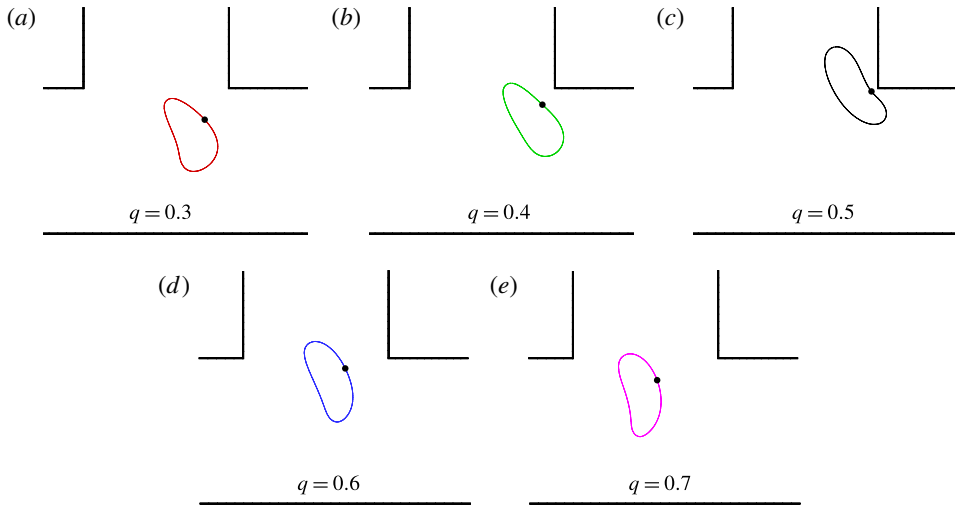 (a)
(b)
(c)
q = 0.3
q = 0.4
q = 0.5
(d)
(e)
q = 0.6
q = 0.7